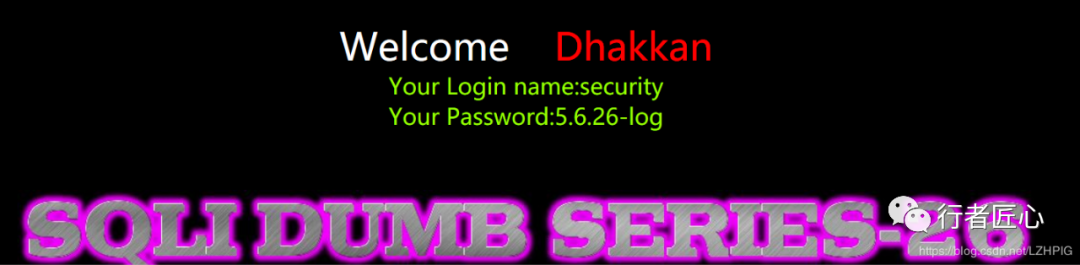 Welcome Dhakkan
Your Login name:security
Your Password:5.6.26-log
SQLI DUMB SERIES-26
行者匠心
https://blog.csdn.net/LZHPIG